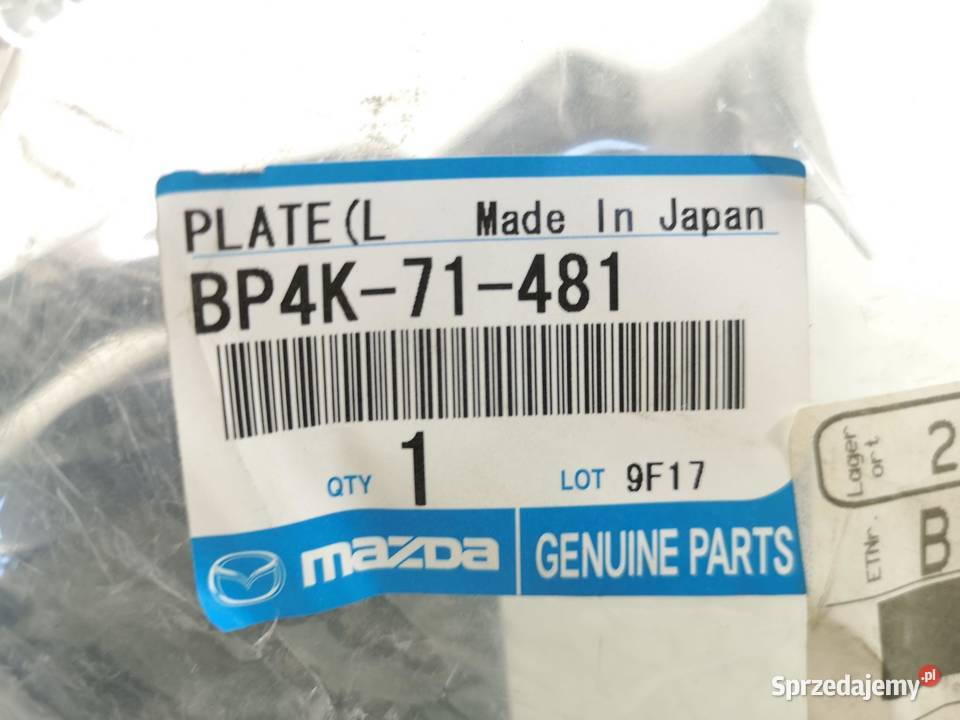 PLATE(L Made In Japan
BP4K-71-481
QTY 1 LOT 9F17
mazda GENUINE PARTS
Lager
ort 2
ETNr. B
Sprzedajemy.pl